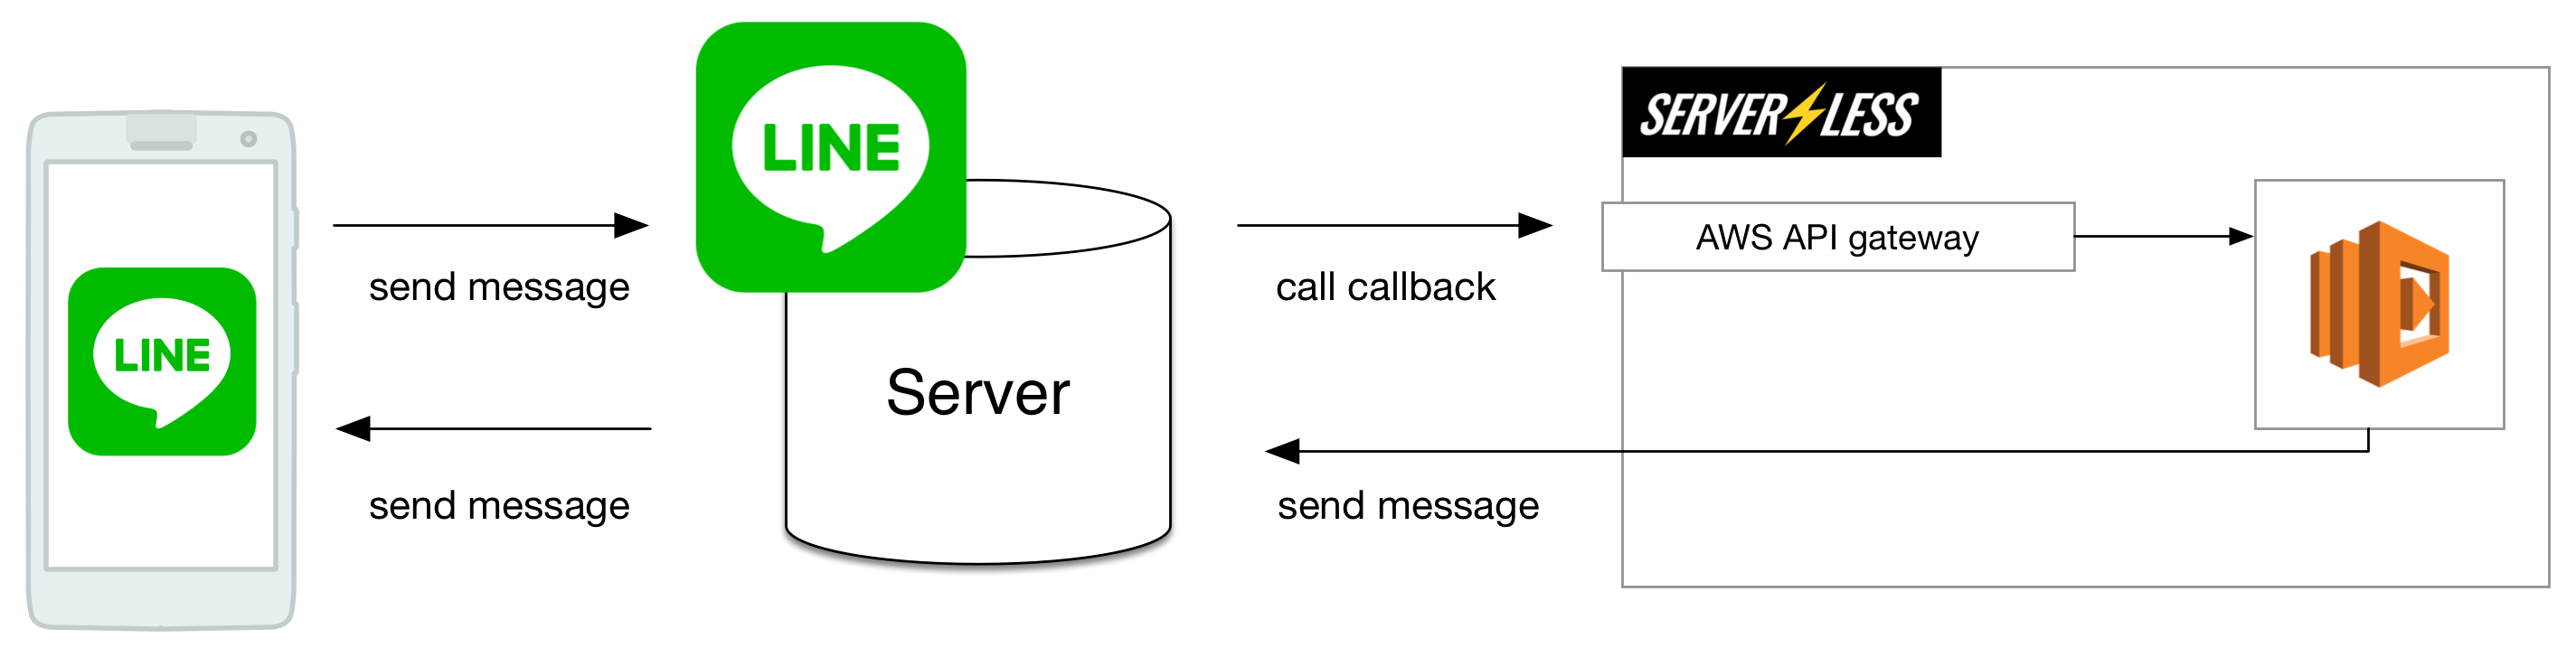 LINE
send message
send message
LINE
Server
call callback
send message
SERVERLESS
AWS API gateway